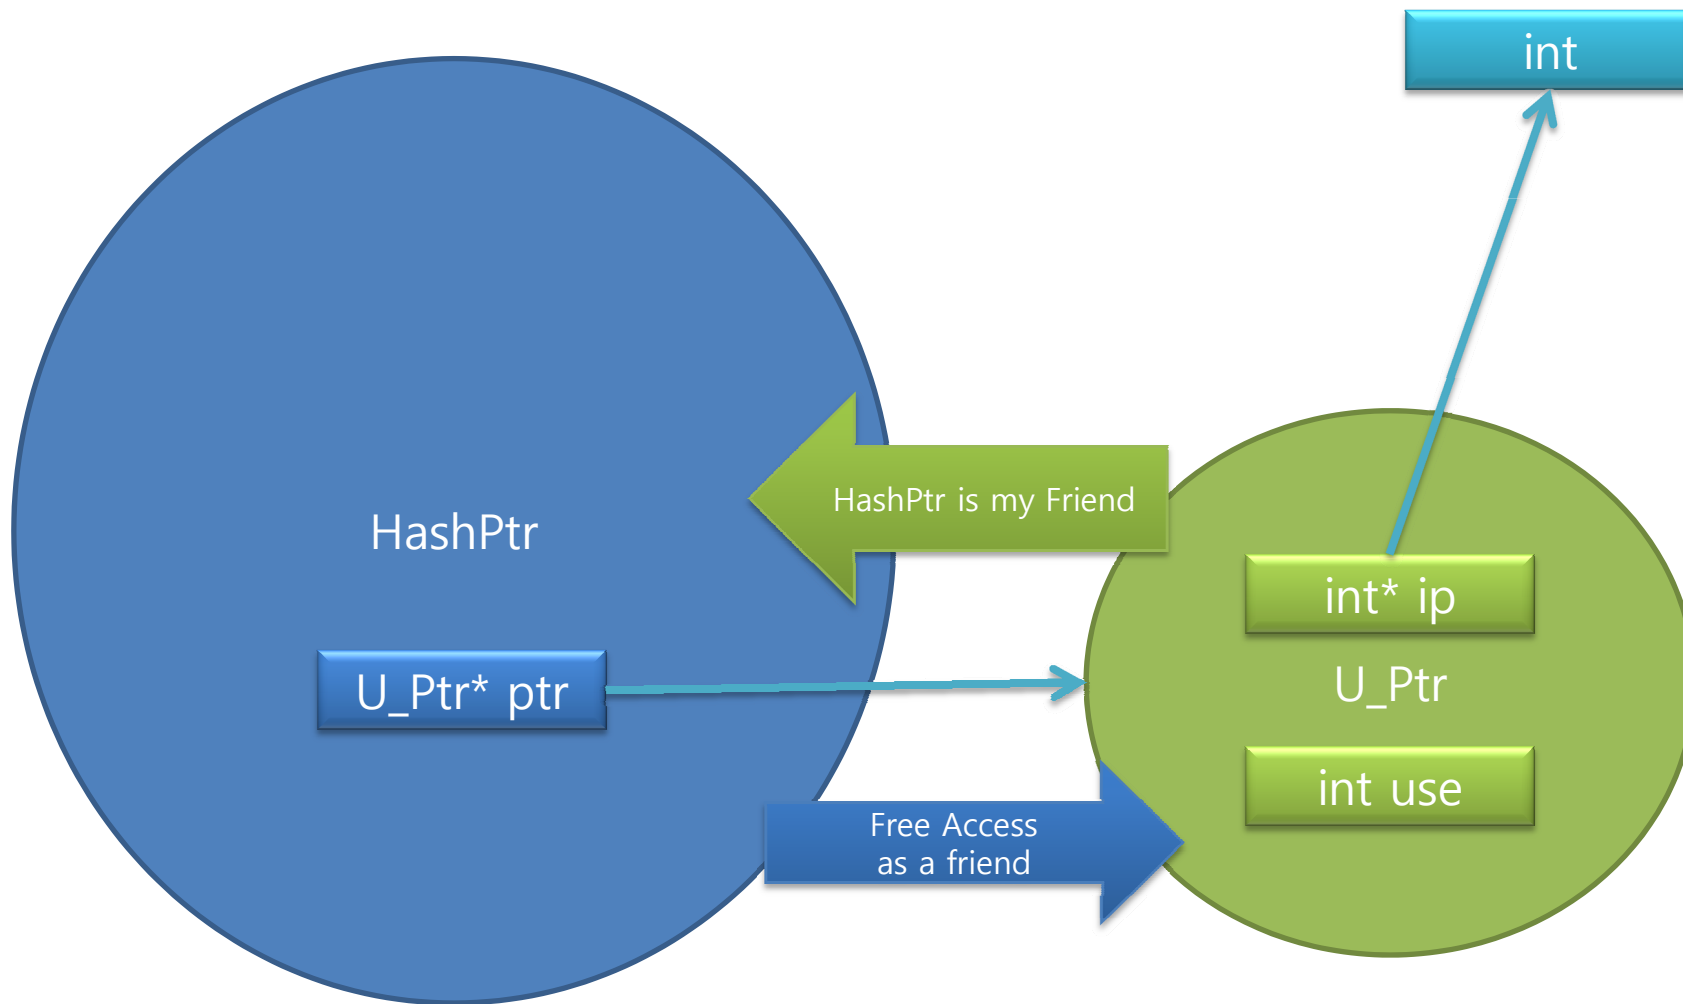 int
HashPtr is my Friend
HashPtr
int* ip
U_Ptr* ptr
U_Ptr
int use
Free Access
as a friend